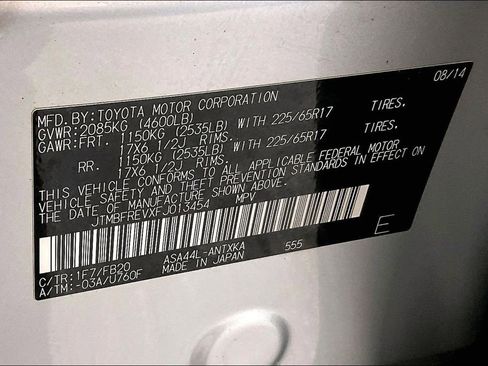 08/14
MFD. BY: TOYOTA MOTOR CORPORATION
GVWR: 2085KG (4600LB)
GAWR: FRT. 1150KG (2535LB) WITH 225/65R17 TIRES,
17X6 1/2J RIMS.
RR. 1150KG (2535LB) WITH 225/65R17 TIRES,
17X6 1/2J RIMS.
THIS VEHICLE CONFORMS TO ALL APPLICABLE FEDERAL MOTOR
VEHICLE SAFETY AND THEFT PREVENTION STANDARDS IN EFFECT ON
THE DATE OF MANUFACTURE SHOWN ABOVE.
JTMBFREVXFJ013454 MPV
C/TR: 1F7/FB20 ASA44L-ANTXKA 555
A/TM: -03A/U760F MADE IN JAPAN E